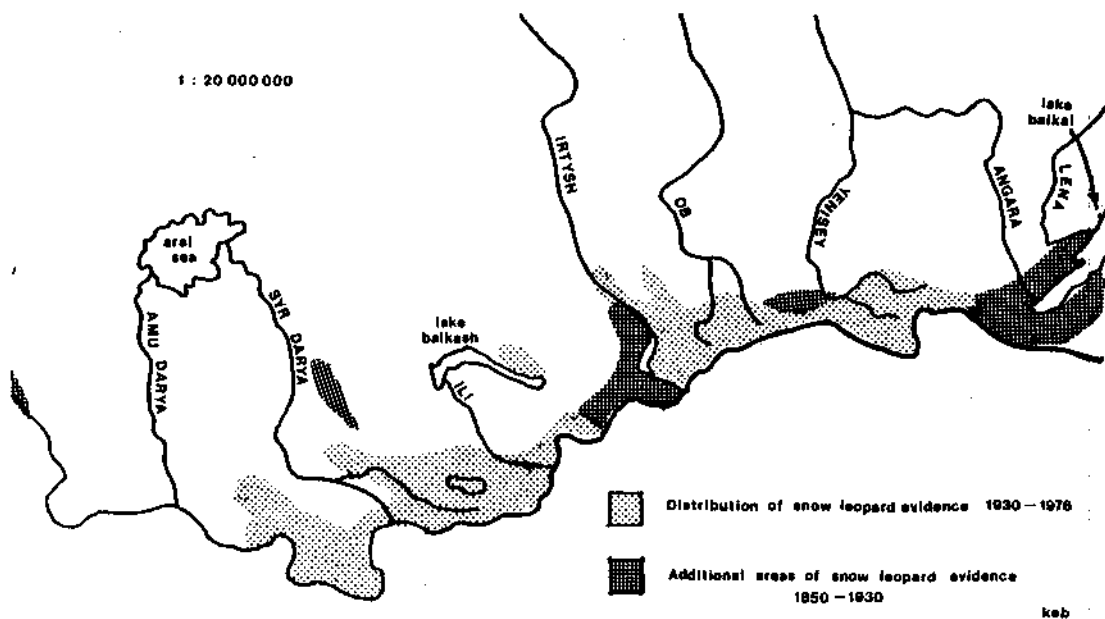 1 : 20 000 000
lake
baikal
IRTYSH
OB
YENISEY
ANGARA
LENA
aral
sea
AMU DARYA
SYR DARYA
lake
balkash
ILI
Distribution of snow leopard evidence 1930–1976
Additional areas of snow leopard evidence
1850–1930
keb